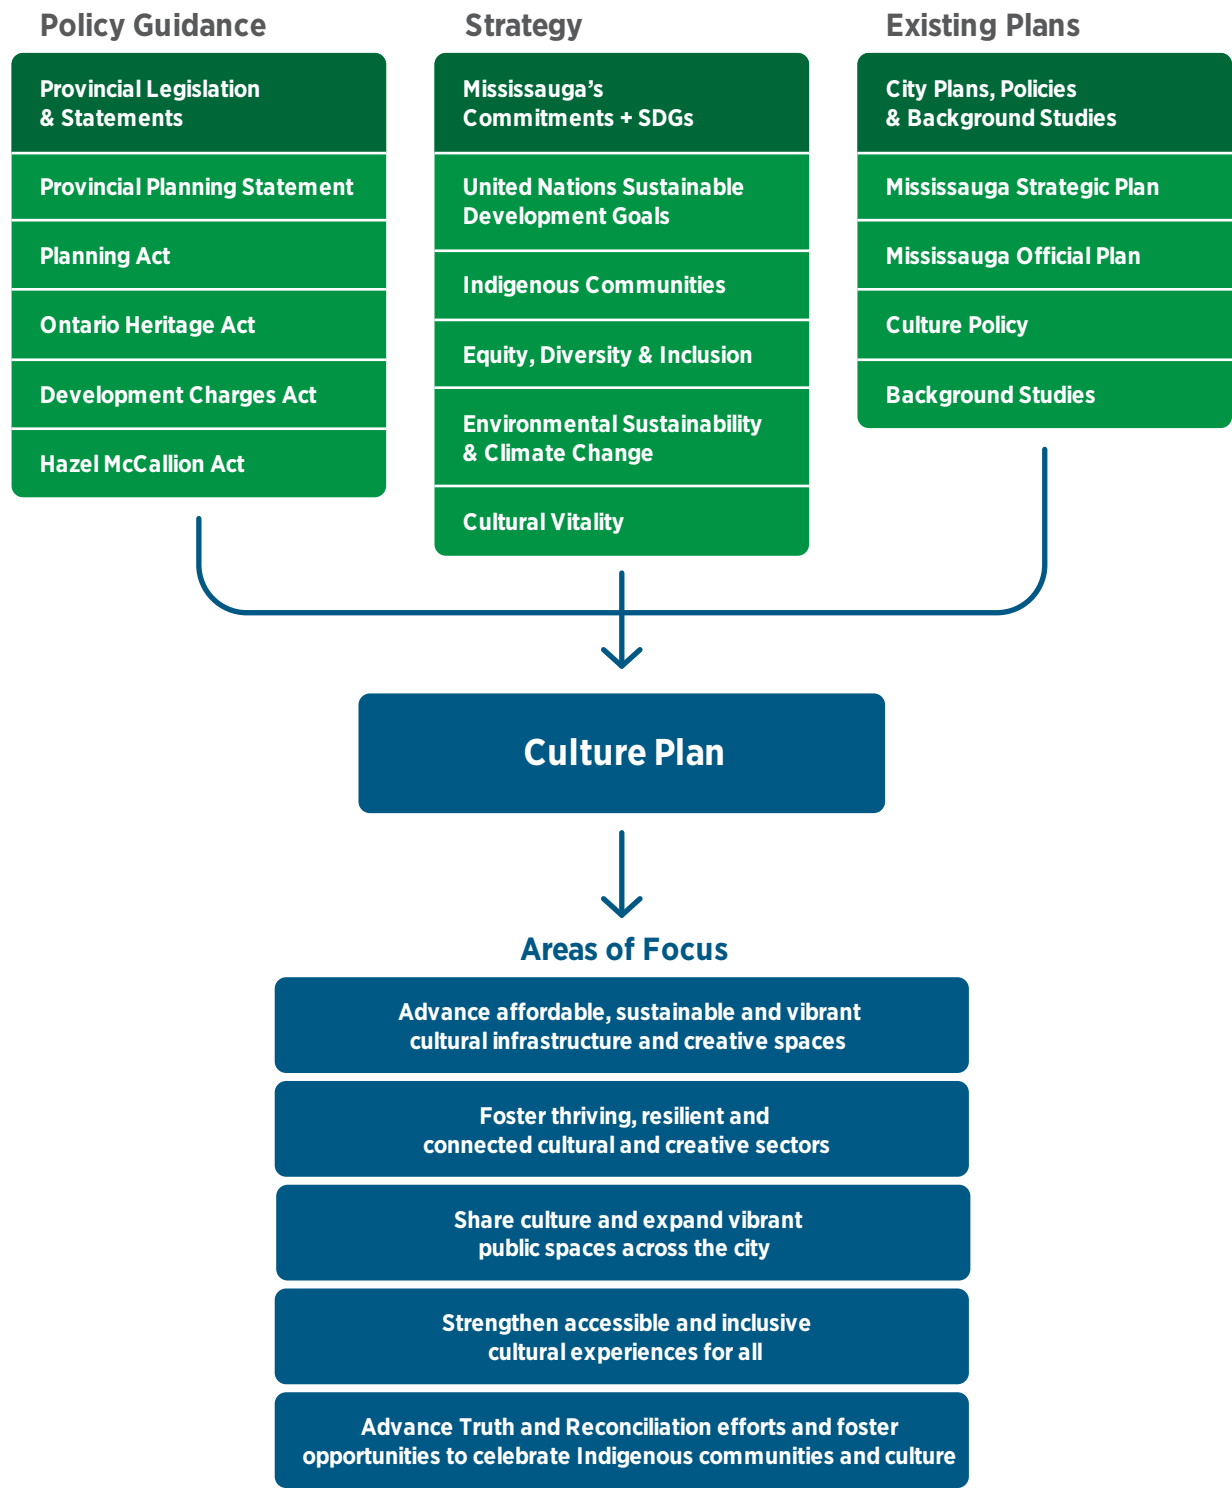 Policy Guidance
Provincial Legislation
& Statements
Provincial Planning Statement
Planning Act
Ontario Heritage Act
Development Charges Act
Hazel McCallion Act
Strategy
Mississauga’s
Commitments + SDGs
United Nations Sustainable
Development Goals
Indigenous Communities
Equity, Diversity & Inclusion
Environmental Sustainability
& Climate Change
Cultural Vitality
Existing Plans
City Plans, Policies
& Background Studies
Mississauga Strategic Plan
Mississauga Official Plan
Culture Policy
Background Studies
Culture Plan
Areas of Focus
Advance affordable, sustainable and vibrant
cultural infrastructure and creative spaces
Foster thriving, resilient and
connected cultural and creative sectors
Share culture and expand vibrant
public spaces across the city
Strengthen accessible and inclusive
cultural experiences for all
Advance Truth and Reconciliation efforts and foster
opportunities to celebrate Indigenous communities and culture